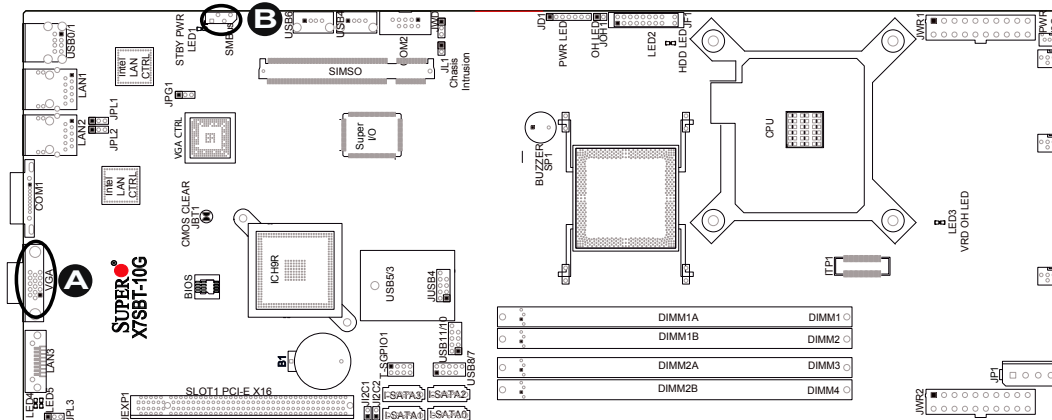 USB0/1
LAN1
LAN2
COM1
VGA
LAN3
LED4
LED5
JPL3
A
Intel
LAN
CTRL
JPL1
JPL2
Intel
LAN
CTRL
SUPER
X7SBT-10G
STBY PWR
LED1
B
JPG1
VGA CTRL
CMOS CLEAR
JBT1
BIOS
ICH9R
B1
SLOT1 PCI-E X16
USB6
USB4
JL1
Chasis
Intrusion
SIMSO
Super
I/O
USB5/3
JUSB4
USB11/10
USB8/7
T-SGPIO1
JI2C1
JI2C2
I-SATA3
I-SATA2
I-SATA1
I-SATA0
JD1
PWR LED
OH LED
JOH1
LED2
HDD LED
JF1
BUZZER
SP1
CPU
JWR1
LED3
VRD OH LED
ITP1
DIMM1A DIMM1
DIMM1B DIMM2
DIMM2A DIMM3
DIMM2B DIMM4
JP1
JWR2